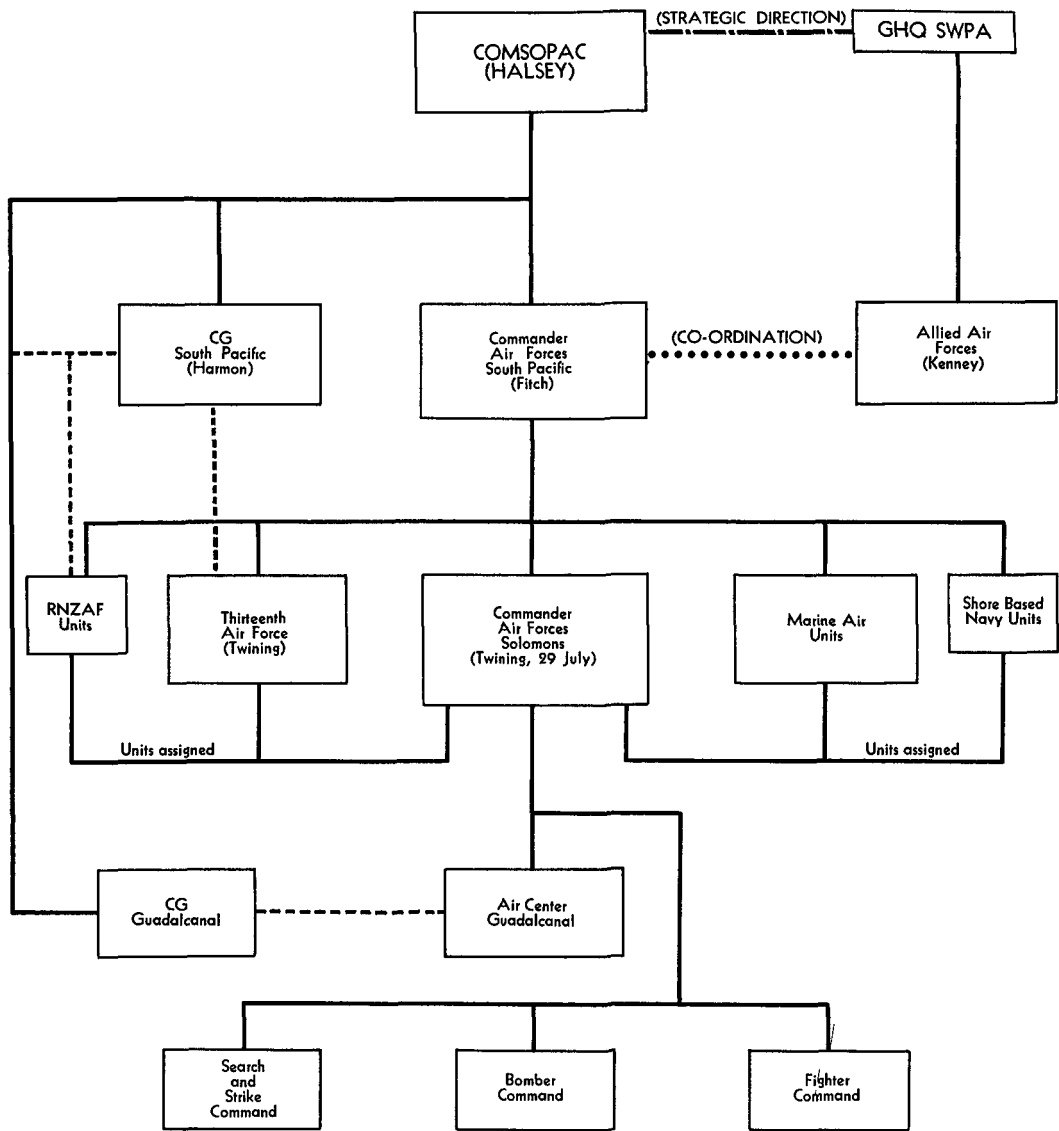 (STRATEGIC DIRECTION)
GHQ SWPA
COMSOPAC
(HALSEY)
CG
South Pacific
(Harmon)
Commander
Air Forces
South Pacific
(Fitch)
(CO-ORDINATION)
Allied Air
Forces
(Kenney)
RNZAF
Units
Thirteenth
Air Force
(Twining)
Commander
Air Forces
Solomons
(Twining, 29 July)
Marine Air
Units
Shore Based
Navy Units
Units assigned
Units assigned
CG
Guadalcanal
Air Center
Guadalcanal
Search
and
Strike
Command
Bomber
Command
Fighter
Command